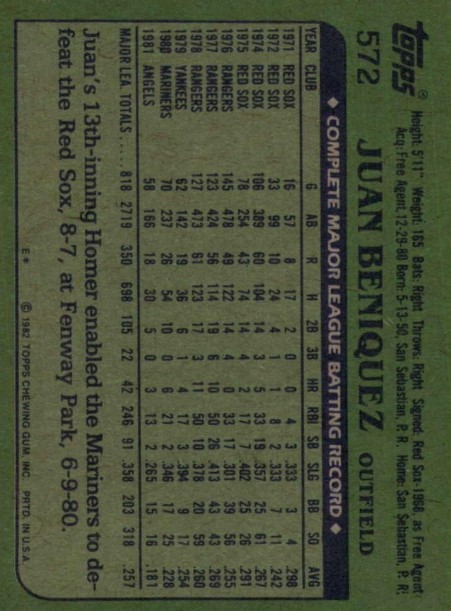 topps®
572 JUAN BENIQUEZ OUTFIELD
Height: 5'11" Weight: 165 Bats: Right Throws: Right Signed: Red Sox-1968, as Free Agent
Acq: Free Agent, 12-29-80 Born: 5-13-50, San Sebastian, P. R. Home: San Sebastian, P. R.
◆ COMPLETE MAJOR LEAGUE BATTING RECORD ◆
YEAR CLUB G AB R H 2B 3B HR RBI SB SLG BB SO AVG
1971 RED SOX 16 57 8 17 2 0 0 4 3 .333 3 4 .298
1972 RED SOX 33 99 10 24 4 1 1 8 2 .333 7 11 .242
1974 RED SOX 106 389 60 104 14 3 5 33 19 .357 25 61 .267
1975 RED SOX 78 254 43 74 14 4 2 17 7 .402 25 26 .291
1976 RANGERS 145 478 49 122 14 4 0 33 17 .301 39 56 .255
1977 RANGERS 123 424 56 114 19 6 10 50 26 .413 43 43 .269
1978 RANGERS 127 473 61 123 17 3 11 50 10 .378 20 59 .260
1979 YANKEES 62 142 19 36 6 1 4 17 3 .394 9 17 .254
1980 MARINERS 70 237 26 54 10 0 6 21 2 .346 17 25 .228
1981 ANGELS 58 166 18 30 5 0 3 13 2 .265 15 16 .181
MAJOR LEA. TOTALS ..... 818 2719 350 698 105 22 42 246 91 .358 203 318 .257
Juan's 13th-inning Homer enabled the Mariners to de-
feat the Red Sox, 8-7, at Fenway Park, 6-9-80.
E* © 1982 TOPPS CHEWING GUM, INC. PRTD. IN U.S.A.